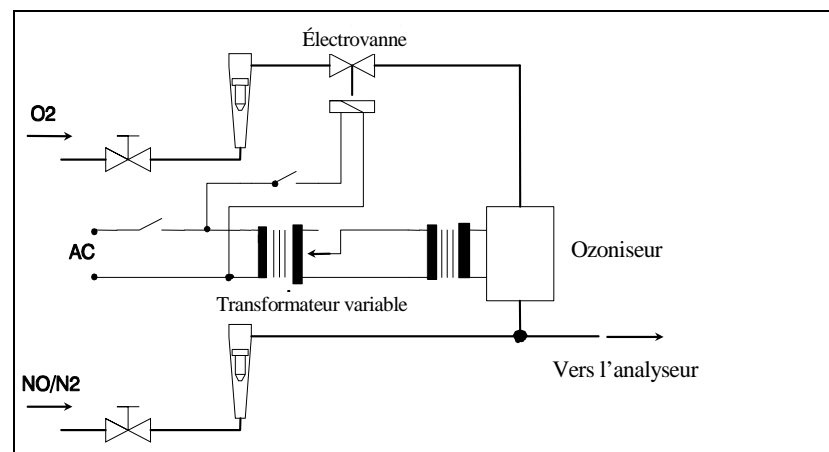 Électrovanne
O2
AC
Ozoniseur
Transformateur variable
Vers l'analyseur
NO/N2